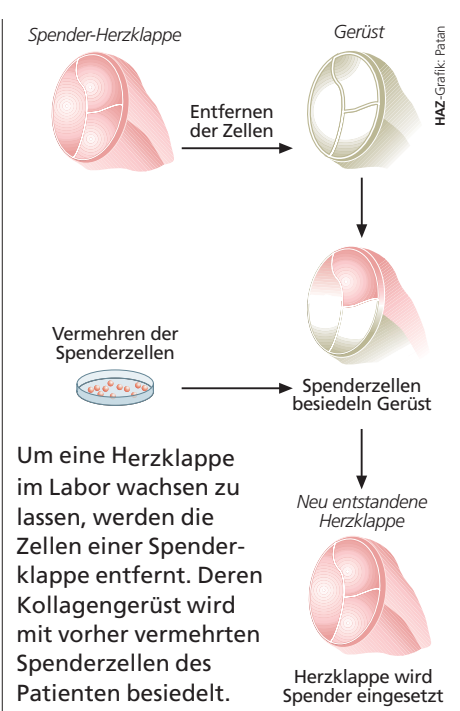 Spender-Herzklappe
Gerüst
HAZ-Grafik: Patan
Entfernen
der Zellen
Vermehren der
Spenderzellen
Spenderzellen
besiedeln Gerüst
Um eine Herzklappe
im Labor wachsen zu
lassen, werden die
Zellen einer Spender-
klappe entfernt. Deren
Kollagengerüst wird
mit vorher vermehrten
Spenderzellen des
Patienten besiedelt.
Neu entstandene
Herzklappe
Herzklappe wird
Spender eingesetzt